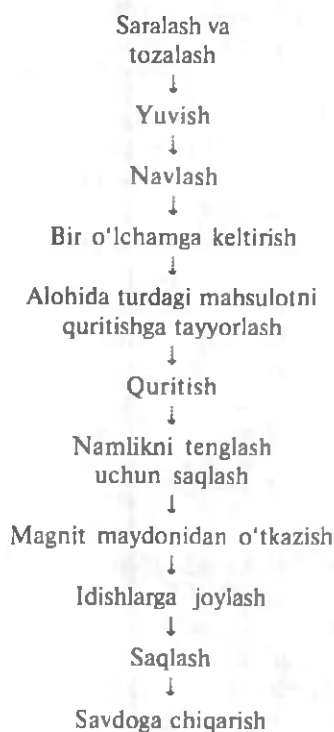 Saralash va
tozalash
↓
Yuvish
↓
Navlash
↓
Bir o‘lchamga keltirish
↓
Alohida turdagi mahsulotni
quritishga tayyorlash
↓
Quritish
↓
Namlikni tenglash
uchun saqlash
↓
Magnit maydonidan o‘tkazish
↓
Idishlarga joylash
↓
Saqlash
↓
Savdoga chiqarish